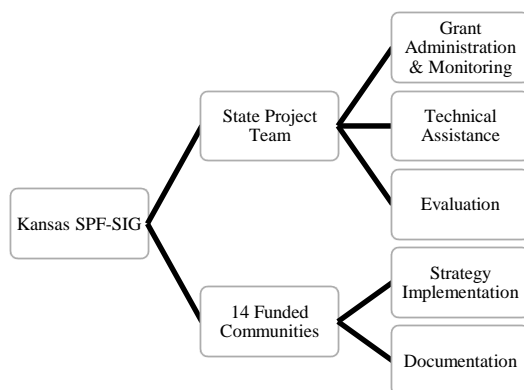 Grant
Administration
& Monitoring
State Project
Team
Technical
Assistance
Evaluation
Kansas SPF-SIG
Strategy
Implementation
14 Funded
Communities
Documentation